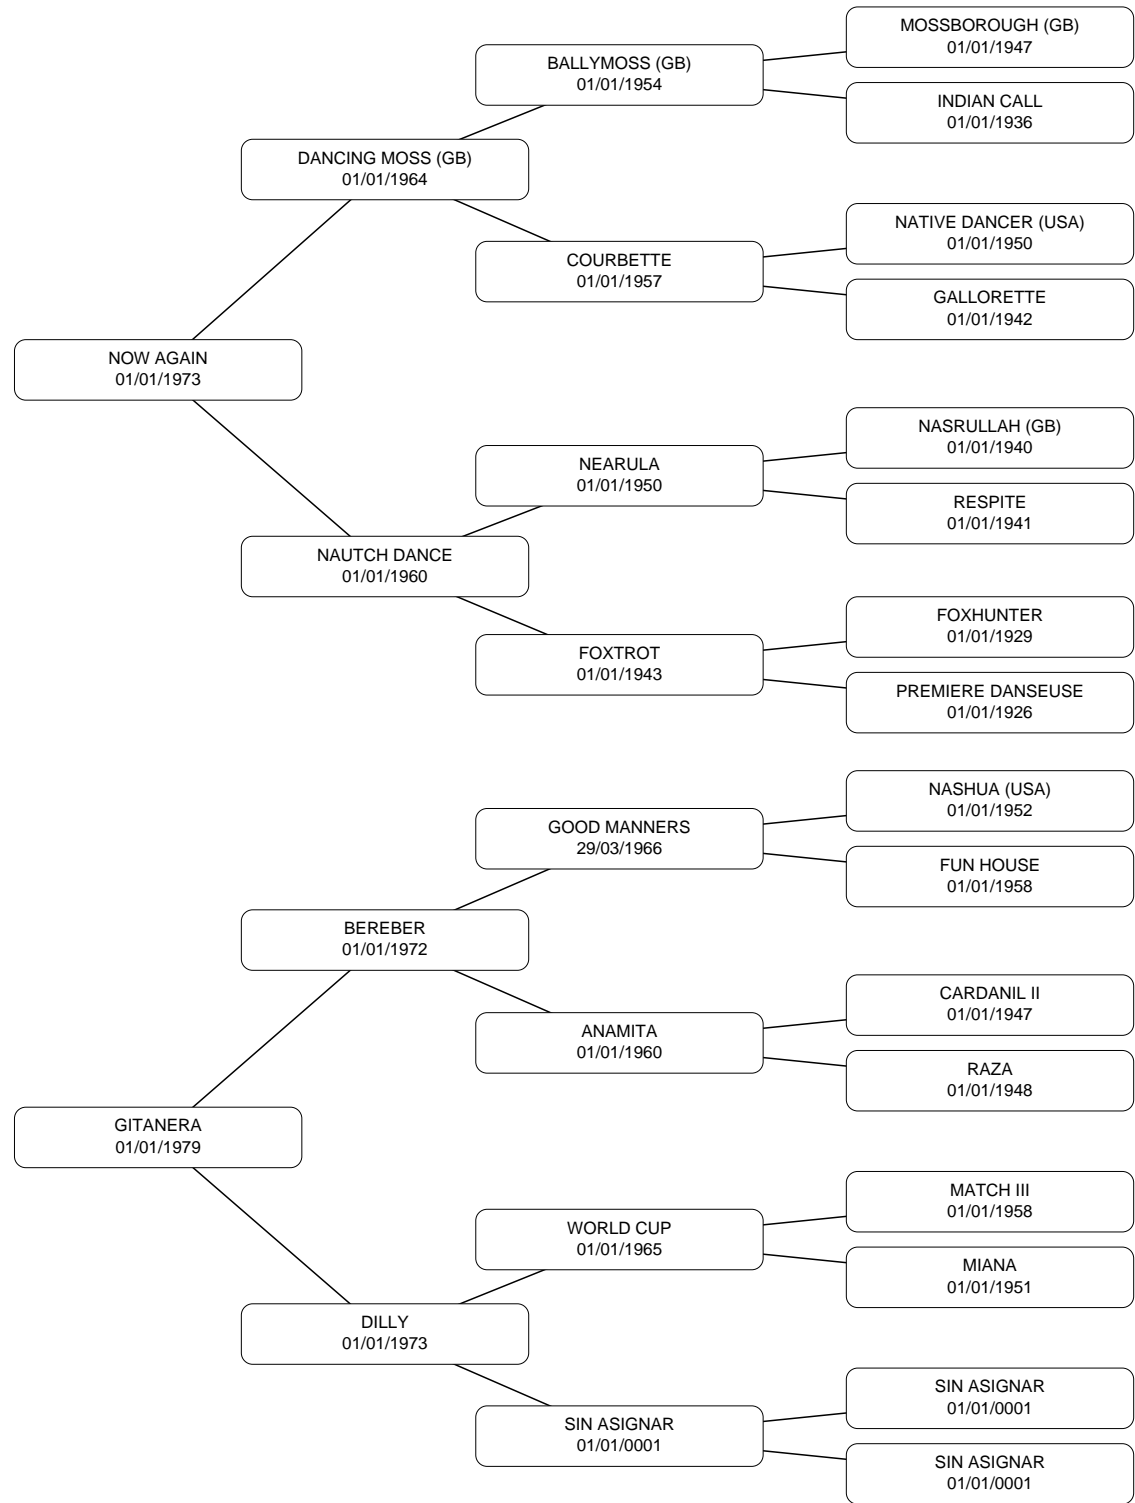 MOSSBOROUGH (GB)
01/01/1947
BALLYMOSS (GB)
01/01/1954
INDIAN CALL
01/01/1936
DANCING MOSS (GB)
01/01/1964
NATIVE DANCER (USA)
01/01/1950
COURBETTE
01/01/1957
GALLORETTE
01/01/1942
NOW AGAIN
01/01/1973
NASRULLAH (GB)
01/01/1940
NEARULA
01/01/1950
RESPITE
01/01/1941
NAUTCH DANCE
01/01/1960
FOXHUNTER
01/01/1929
FOXTROT
01/01/1943
PREMIERE DANSEUSE
01/01/1926
NASHUA (USA)
01/01/1952
GOOD MANNERS
29/03/1966
FUN HOUSE
01/01/1958
BEREBER
01/01/1972
CARDANIL II
01/01/1947
ANAMITA
01/01/1960
RAZA
01/01/1948
GITANERA
01/01/1979
MATCH III
01/01/1958
WORLD CUP
01/01/1965
MIANA
01/01/1951
DILLY
01/01/1973
SIN ASIGNAR
01/01/0001
SIN ASIGNAR
01/01/0001
SIN ASIGNAR
01/01/0001